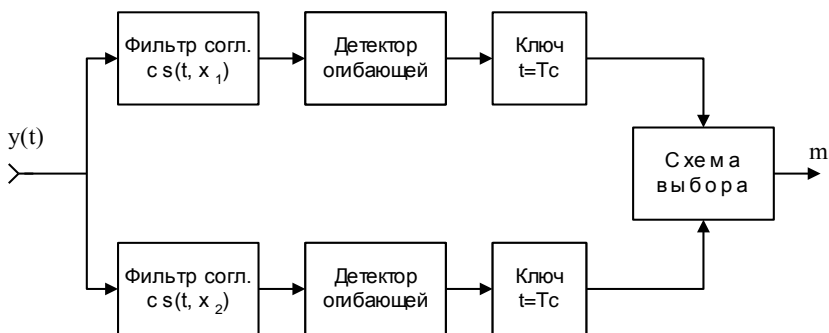 Фильтр согл.
с s(t, x 1)
Детектор
огибающей
Ключ
t=Tc
y(t)
Схема
выбора
m
Фильтр согл.
с s(t, x 2)
Детектор
огибающей
Ключ
t=Tc